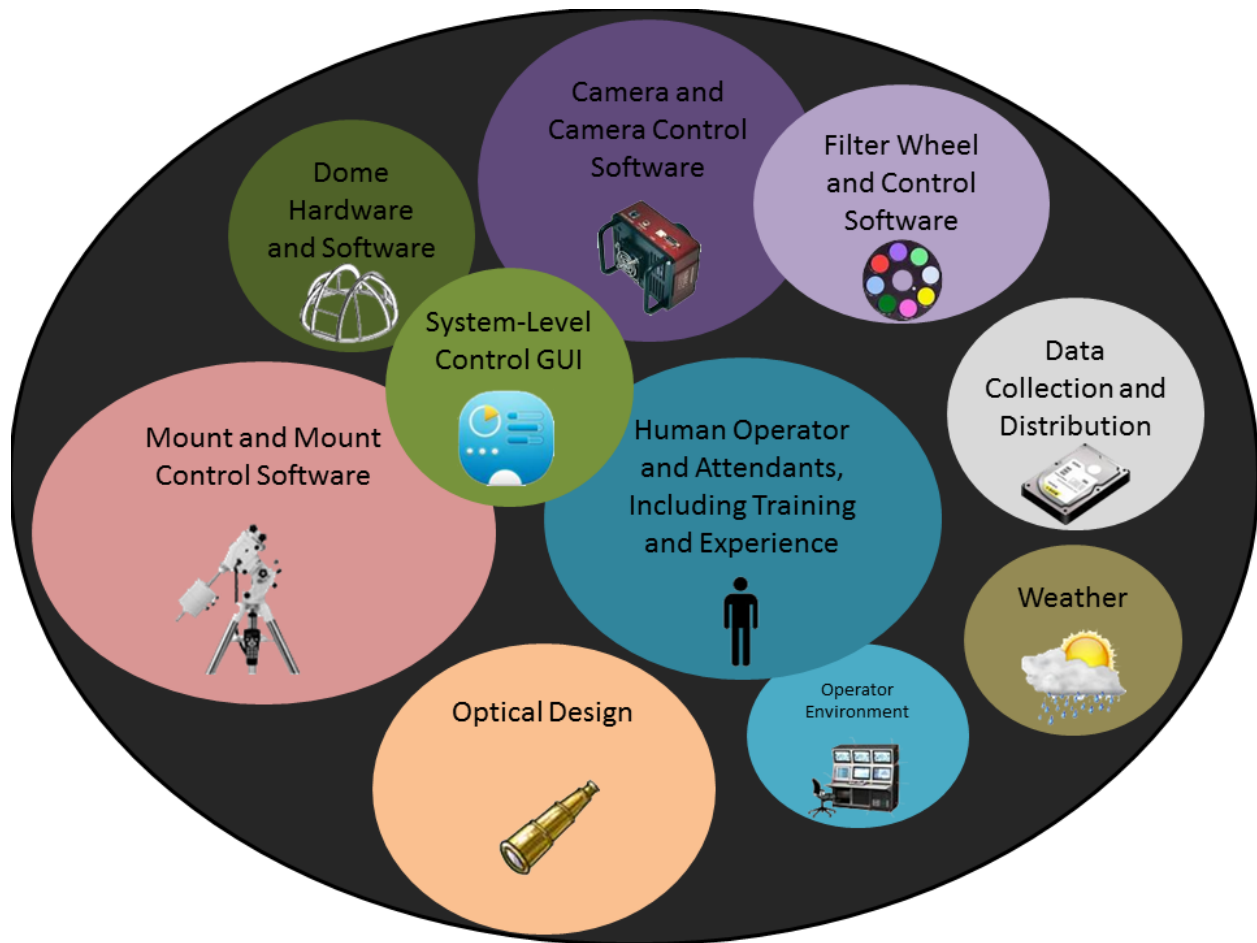 Camera and
Camera Control
Software
Filter Wheel
and Control
Software
Dome
Hardware
and Software
System-Level
Control GUI
Data
Collection and
Distribution
Mount and Mount
Control Software
Human Operator
and Attendants,
Including Training
and Experience
Weather
Optical Design
Operator
Environment